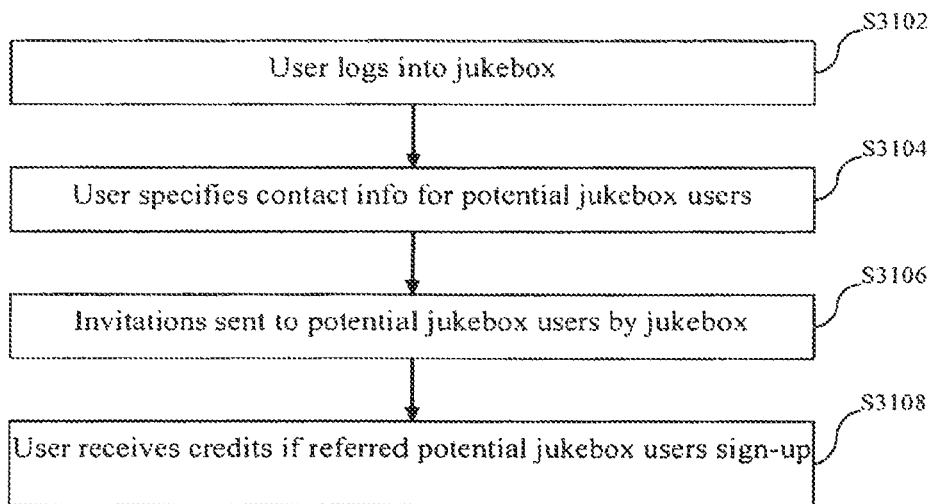 S3102
User logs into jukebox
S3104
User specifies contact info for potential jukebox users
S3106
Invitations sent to potential jukebox users by jukebox
S3108
User receives credits if referred potential jukebox users sign-up